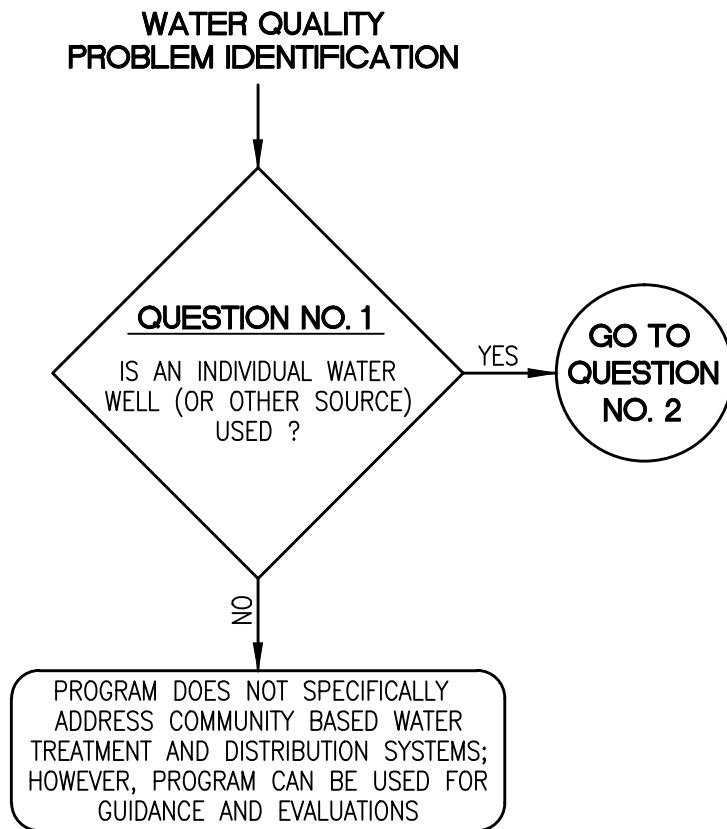 WATER QUALITY
PROBLEM IDENTIFICATION
QUESTION NO. 1
IS AN INDIVIDUAL WATER
WELL (OR OTHER SOURCE)
USED ?
YES
GO TO
QUESTION
NO. 2
NO
PROGRAM DOES NOT SPECIFICALLY
ADDRESS COMMUNITY BASED WATER
TREATMENT AND DISTRIBUTION SYSTEMS;
HOWEVER, PROGRAM CAN BE USED FOR
GUIDANCE AND EVALUATIONS